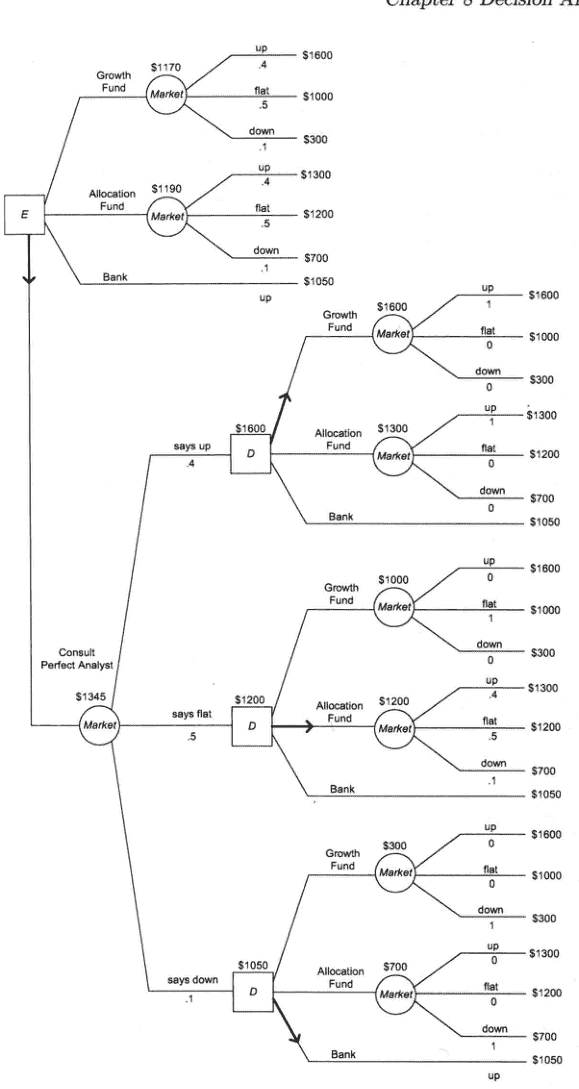 Chapter 8 Decision
up
$1600
$1170
.4
Growth
Fund
Market
flat
$1000
.5
down
$300
.1
up
$1300
$1190
.4
Allocation
Fund
E
Market
flat
$1200
.5
down
$700
.1
Bank
$1050
up
up
$1600
$1600
1
Growth
Fund
Market
flat
$1000
0
down
$300
0
up
$1300
1
$1600
$1300
says up
.4
D
Allocation
Fund
Market
flat
$1200
0
down
$700
0
Bank
$1050
up
$1600
$1000
0
Growth
Fund
Market
flat
$1000
1
down
$300
0
Consult
Perfect Analyst
up
$1300
.4
$1345
$1200
$1200
Market
says flat
.5
D
Allocation
Fund
Market
flat
$1200
.5
down
$700
.1
Bank
$1050
up
$1600
0
$300
Growth
Fund
Market
flat
$1000
0
down
$300
1
up
$1300
0
$1050
$700
says down
.1
D
Allocation
Fund
Market
flat
$1200
0
down
$700
1
Bank
$1050
up